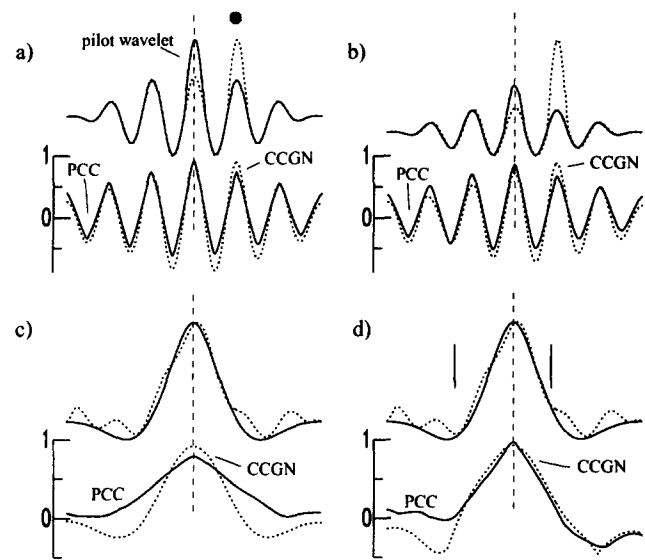 a)
pilot wavelet
b)
1
PCC
CCGN
0
1
PCC
CCGN
0
c)
d)
1
PCC
CCGN
0
1
PCC
CCGN
0